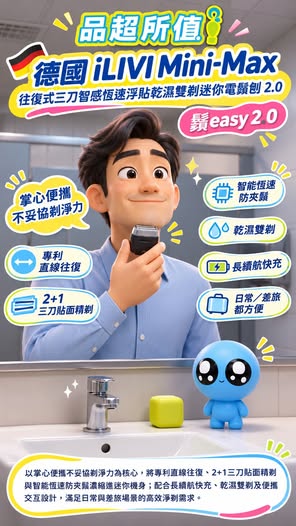 品超所值
德國 iLIVI Mini-Max
往復式三刀智感恆速浮貼乾濕雙剃迷你電鬍刨 2.0
鬚easy2 0
掌心便攜
不妥協剃淨力
專利
直線往復
2+1
三刀貼面精剃
智能恆速
防夾鬚
乾濕雙剃
長續航快充
日常／差旅
都方便
以掌心便攜不妥協剃淨力為核心，將專利直線往復、2+1三刀貼面精剃
與智能恆速防夾鬚濃縮進迷你機身；配合長續航快充、乾濕雙剃及便攜
交互設計，滿足日常與差旅場景的高效淨剃需求。